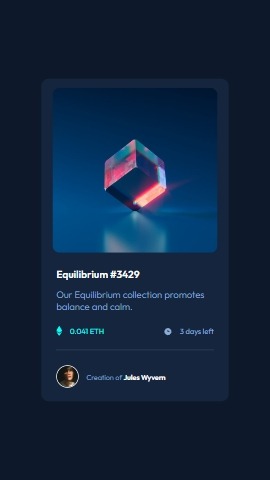 Equilibrium #3429
Our Equilibrium collection promotes
balance and calm.
0.041 ETH
3 days left
Creation of Jules Wyvern